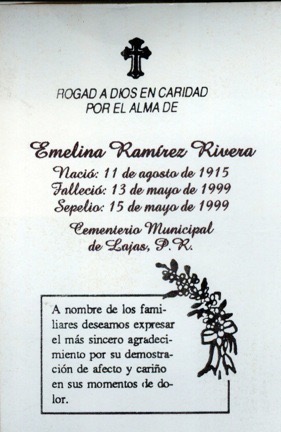 ROGAD A DIOS EN CARIDAD
POR EL ALMA DE
Emelina Ramírez Rivera
Nació: 11 de agosto de 1915
Falleció: 13 de mayo de 1999
Sepelio: 15 de mayo de 1999
Cementerio Municipal
de Lajas, P.R.
A nombre de los fami-
liares deseamos expresar
el más sincero agradeci-
miento por su demostra-
ción de afecto y cariño
en sus momentos de do-
lor.